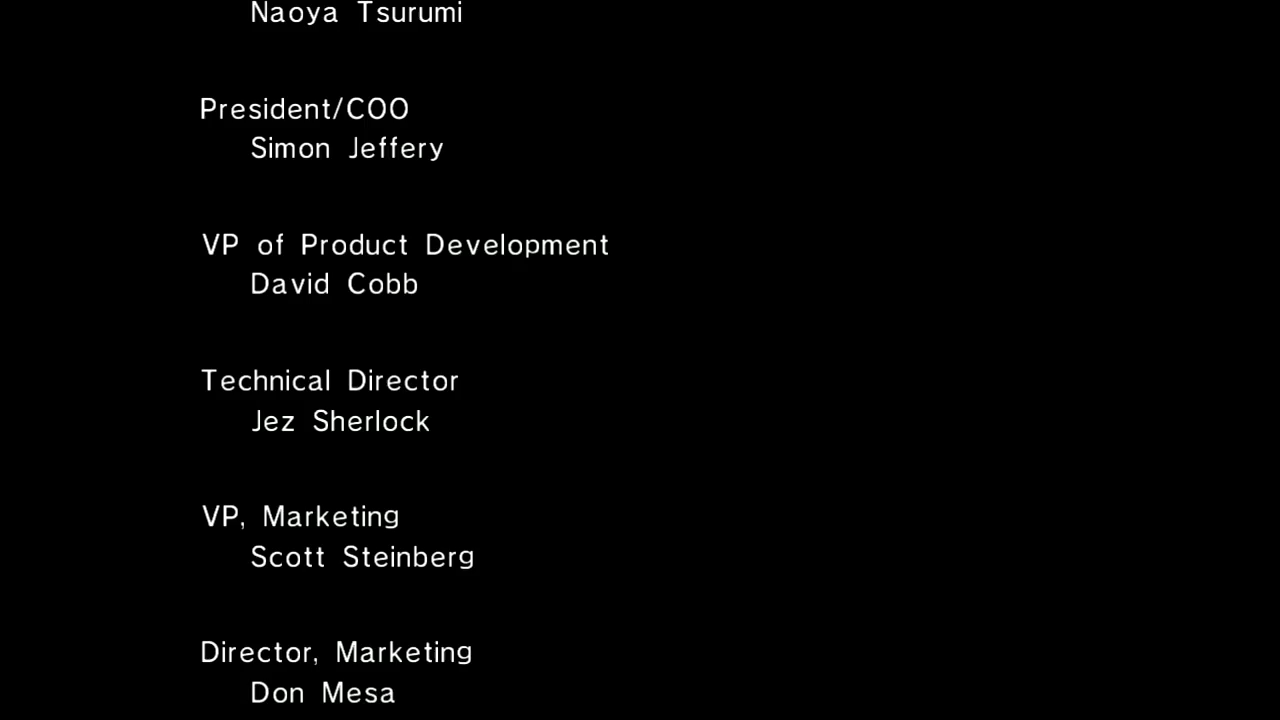 Naoya Tsurumi
President/COO
Simon Jeffery
VP of Product Development
David Cobb
Technical Director
Jez Sherlock
VP, Marketing
Scott Steinberg
Director, Marketing
Don Mesa